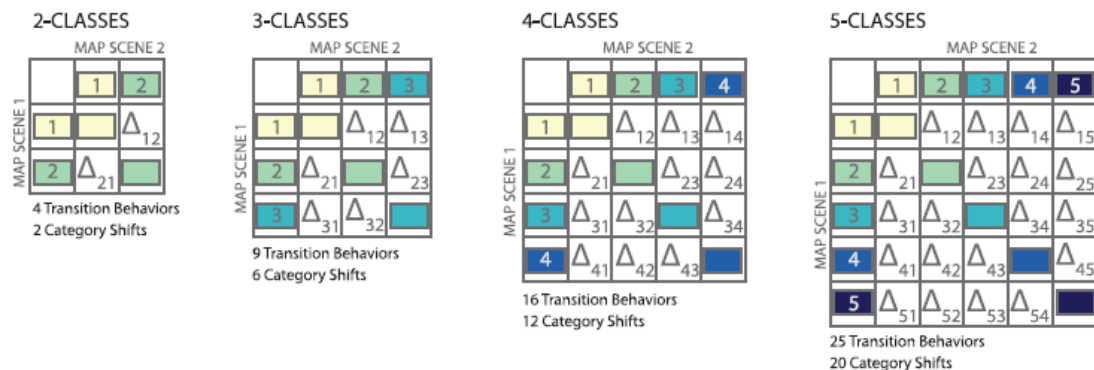 2-CLASSES
MAP SCENE 2
MAP SCENE 1
1 2
1 Δ12
2 Δ21
4 Transition Behaviors
2 Category Shifts
3-CLASSES
MAP SCENE 2
MAP SCENE 1
1 2 3
1 Δ12 Δ13
2 Δ21 Δ23
3 Δ31 Δ32
9 Transition Behaviors
6 Category Shifts
4-CLASSES
MAP SCENE 2
MAP SCENE 1
1 2 3 4
1 Δ12 Δ13 Δ14
2 Δ21 Δ23 Δ24
3 Δ31 Δ32 Δ34
4 Δ41 Δ42 Δ43
16 Transition Behaviors
12 Category Shifts
5-CLASSES
MAP SCENE 2
MAP SCENE 1
1 2 3 4 5
1 Δ12 Δ13 Δ14 Δ15
2 Δ21 Δ23 Δ24 Δ25
3 Δ31 Δ32 Δ34 Δ35
4 Δ41 Δ42 Δ43 Δ45
5 Δ51 Δ52 Δ53 Δ54
25 Transition Behaviors
20 Category Shifts